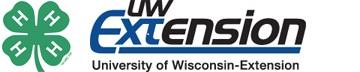 H H
H H
UW
Extension
University of Wisconsin-Extension